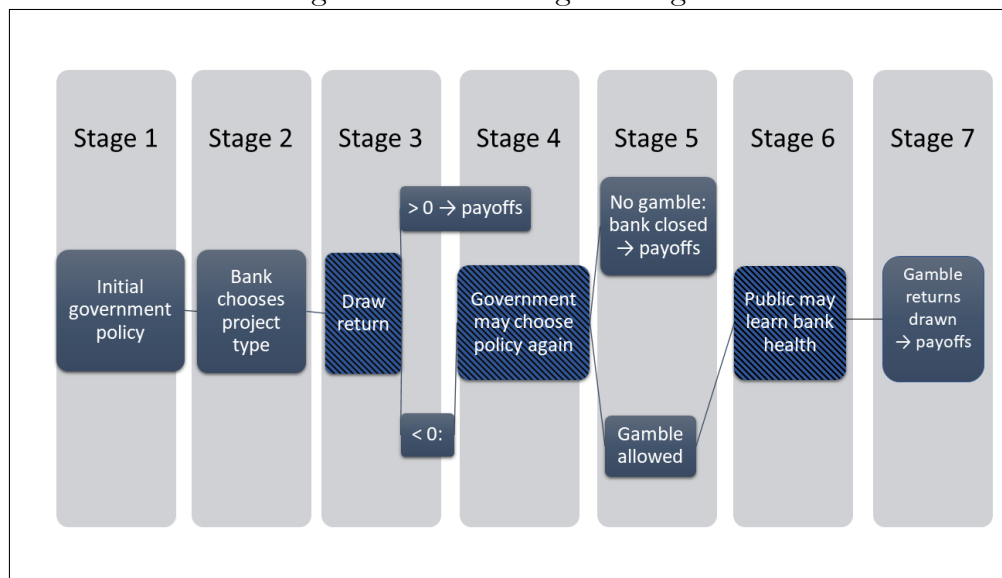 Stage 1
Stage 2
Stage 3
Stage 4
Stage 5
Stage 6
Stage 7
Initial
government
policy
Bank
chooses
project
type
Draw
return
> 0 → payoffs
< 0:
Government
may choose
policy again
No gamble:
bank closed
→ payoffs
Gamble
allowed
Public may
learn bank
health
Gamble
returns
drawn
→ payoffs